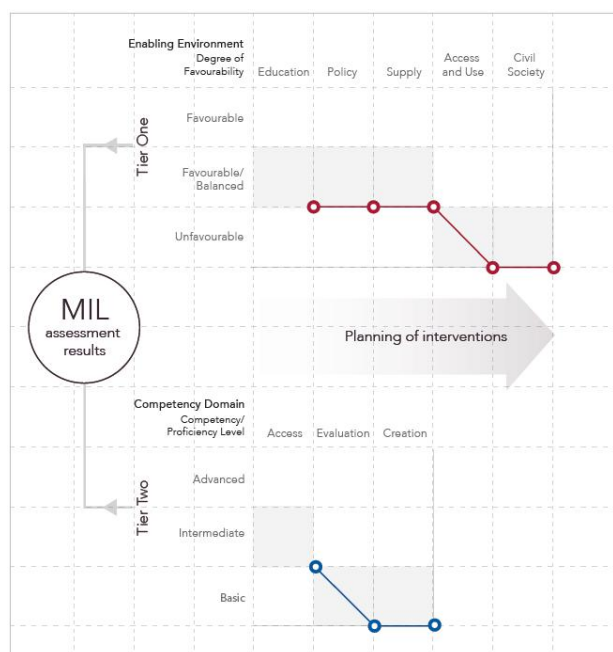 Enabling Environment
Degree of
Favourability
Education
Policy
Supply
Access
and Use
Civil
Society
Tier One
Favourable
Favourable/
Balanced
Unfavourable
MIL
assessment
results
Planning of interventions
Competency Domain
Competency/
Proficiency Level
Access
Evaluation
Creation
Tier Two
Advanced
Intermediate
Basic